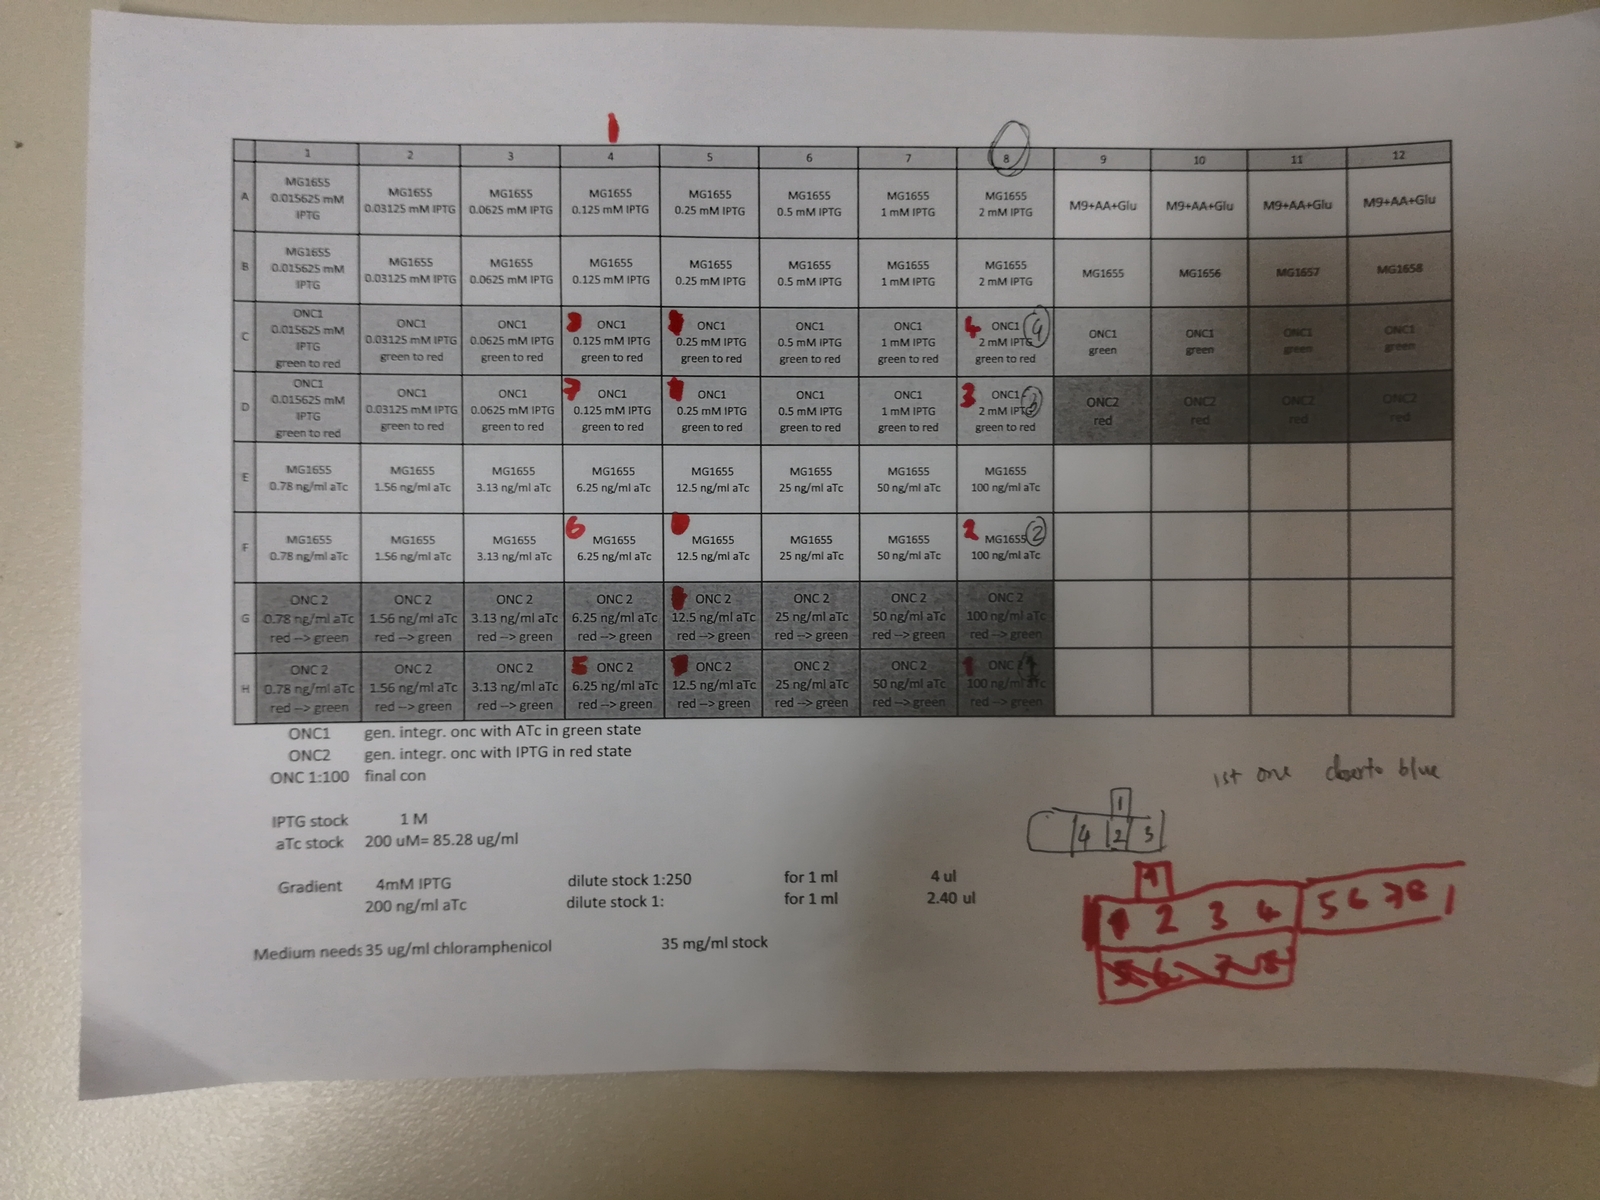 1
1 2 3 4 5 6 7 8 9 10 11 12
A
MG1655
0.015625 mM
IPTG
MG1655
0.03125 mM IPTG
MG1655
0.0625 mM IPTG
MG1655
0.125 mM IPTG
MG1655
0.25 mM IPTG
MG1655
0.5 mM IPTG
MG1655
1 mM IPTG
MG1655
2 mM IPTG
M9+AA+Glu
M9+AA+Glu
M9+AA+Glu
M9+AA+Glu
B
MG1655
0.015625 mM
IPTG
MG1655
0.03125 mM IPTG
MG1655
0.0625 mM IPTG
MG1655
0.125 mM IPTG
MG1655
0.25 mM IPTG
MG1655
0.5 mM IPTG
MG1655
1 mM IPTG
MG1655
2 mM IPTG
MG1655
MG1656
MG1657
MG1658
C
ONC1
0.015625 mM
IPTG
green to red
ONC1
0.03125 mM IPTG
green to red
ONC1
0.0625 mM IPTG
green to red
ONC1
0.125 mM IPTG
green to red
ONC1
0.25 mM IPTG
green to red
ONC1
0.5 mM IPTG
green to red
ONC1
1 mM IPTG
green to red
4 ONC1 4
2 mM IPTG
green to red
ONC1
green
ONC1
green
ONC1
green
ONC1
green
D
ONC1
0.015625 mM
IPTG
green to red
ONC1
0.03125 mM IPTG
green to red
ONC1
0.0625 mM IPTG
green to red
7 ONC1
0.125 mM IPTG
green to red
ONC1
0.25 mM IPTG
green to red
ONC1
0.5 mM IPTG
green to red
ONC1
1 mM IPTG
green to red
3 ONC1 3
2 mM IPTG
green to red
ONC2
red
ONC2
red
ONC2
red
ONC2
red
E
MG1655
0.78 ng/ml aTc
MG1655
1.56 ng/ml aTc
MG1655
3.13 ng/ml aTc
MG1655
6.25 ng/ml aTc
MG1655
12.5 ng/ml aTc
MG1655
25 ng/ml aTc
MG1655
50 ng/ml aTc
MG1655
100 ng/ml aTc
F
MG1655
0.78 ng/ml aTc
MG1655
1.56 ng/ml aTc
MG1655
3.13 ng/ml aTc
6 MG1655
6.25 ng/ml aTc
MG1655
12.5 ng/ml aTc
MG1655
25 ng/ml aTc
MG1655
50 ng/ml aTc
2 MG1655 2
100 ng/ml aTc
G
ONC 2
0.78 ng/ml aTc
red --> green
ONC 2
1.56 ng/ml aTc
red --> green
ONC 2
3.13 ng/ml aTc
red --> green
ONC 2
6.25 ng/ml aTc
red --> green
ONC 2
12.5 ng/ml aTc
red --> green
ONC 2
25 ng/ml aTc
red --> green
ONC 2
50 ng/ml aTc
red --> green
ONC 2
100 ng/ml aTc
red --> green
H
ONC 2
0.78 ng/ml aTc
red --> green
ONC 2
1.56 ng/ml aTc
red --> green
ONC 2
3.13 ng/ml aTc
red --> green
5 ONC 2
6.25 ng/ml aTc
red --> green
ONC 2
12.5 ng/ml aTc
red --> green
ONC 2
25 ng/ml aTc
red --> green
ONC 2
50 ng/ml aTc
red --> green
1 ONC 2 1
100 ng/ml aTc
red --> green
ONC1 gen. integr. onc with ATc in green state
ONC2 gen. integr. onc with IPTG in red state
ONC 1:100 final con
1st one closer to blue
IPTG stock 1 M
aTc stock 200 uM= 85.28 ug/ml
1
4 2 3
Gradient 4mM IPTG dilute stock 1:250 for 1 ml 4 ul
200 ng/ml aTc dilute stock 1: for 1 ml 2.40 ul
1
2 3 4 5 6 7 8
5 6 7 8
Medium needs 35 ug/ml chloramphenicol 35 mg/ml stock